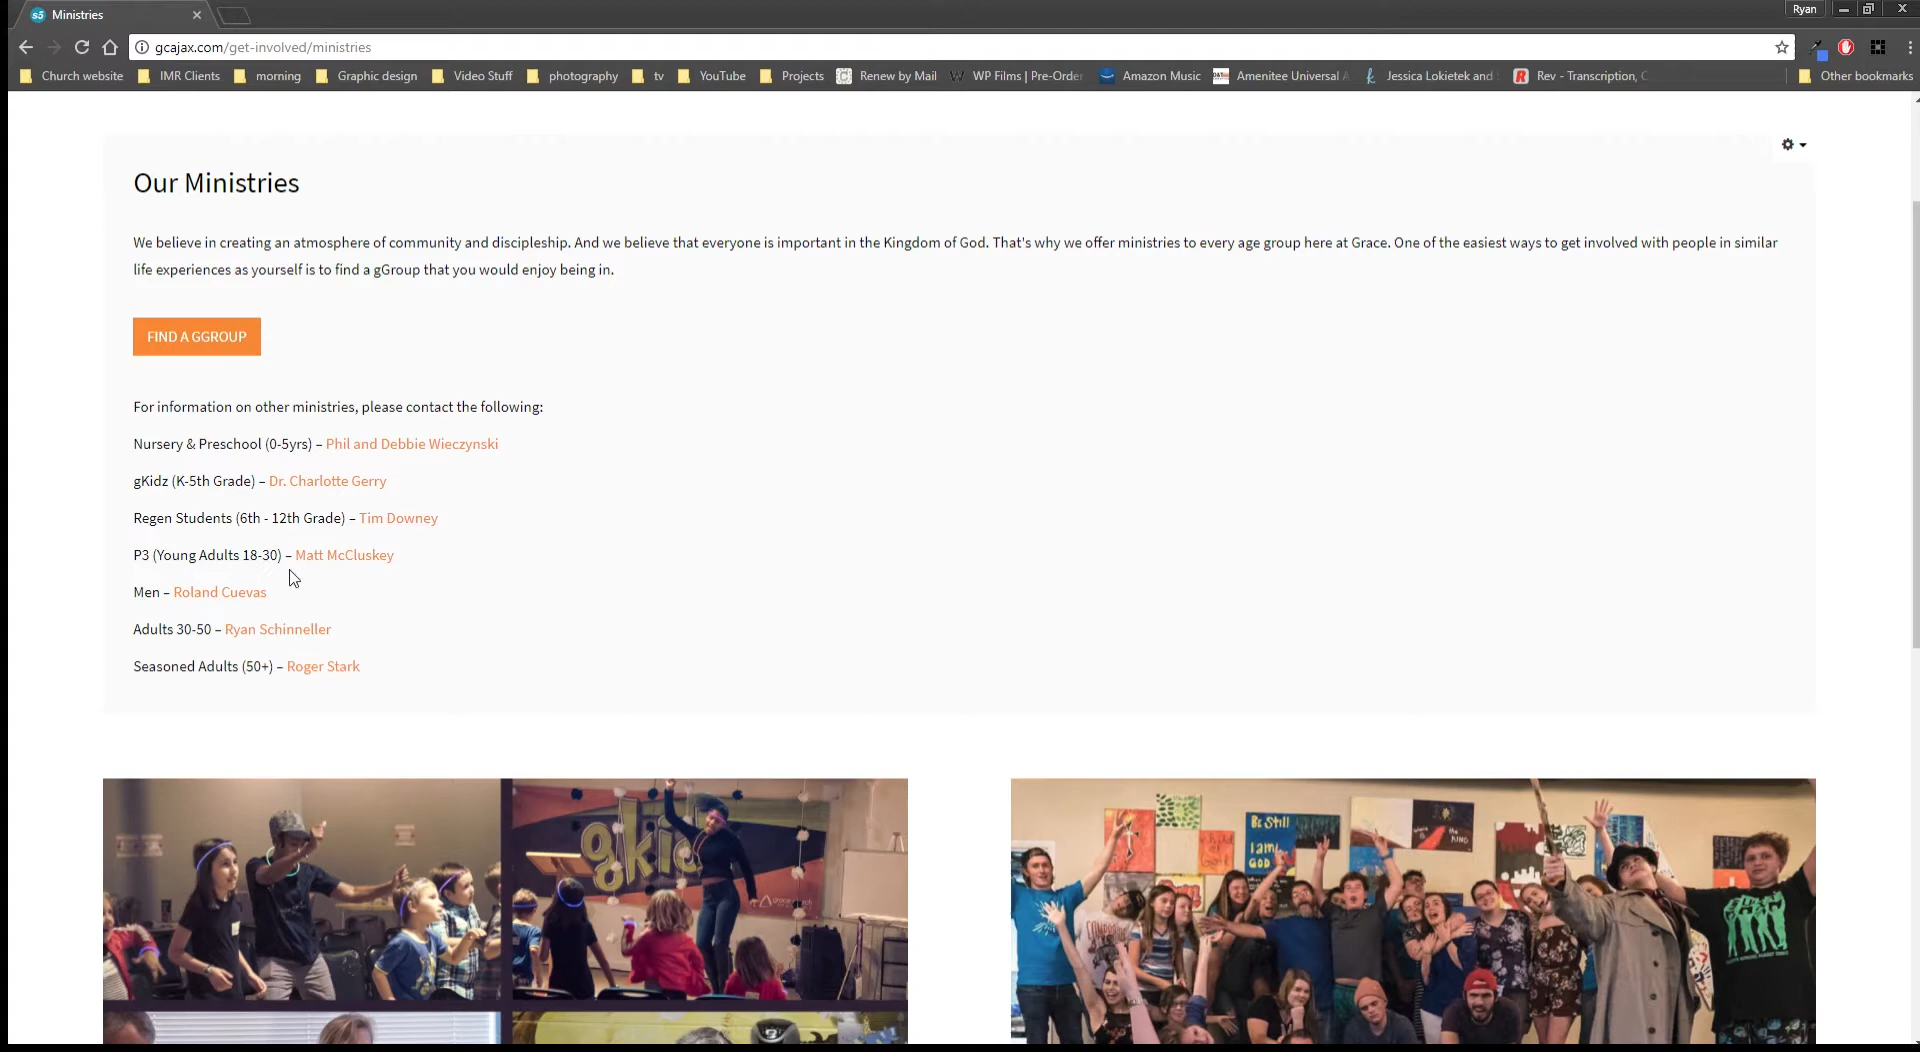 Ministries
Ryan
gcajax.com/get-involved/ministries
Church website IMR Clients morning Graphic design Video Stuff photography tv YouTube Projects Renew by Mail WP Films | Pre-Order Amazon Music Amenitee Universal A Jessica Lokietek and Rev - Transcription, C Other bookmarks
Our Ministries
We believe in creating an atmosphere of community and discipleship. And we believe that everyone is important in the Kingdom of God. That's why we offer ministries to every age group here at Grace. One of the easiest ways to get involved with people in similar
life experiences as yourself is to find a gGroup that you would enjoy being in.
FIND A GGROUP
For information on other ministries, please contact the following:
Nursery & Preschool (0-5yrs) – Phil and Debbie Wieczynski
gKidz (K-5th Grade) – Dr. Charlotte Gerry
Regen Students (6th - 12th Grade) – Tim Downey
P3 (Young Adults 18-30) – Matt McCluskey
Men – Roland Cuevas
Adults 30-50 – Ryan Schinneller
Seasoned Adults (50+) – Roger Stark
gkid
Be Still
I am
GOD